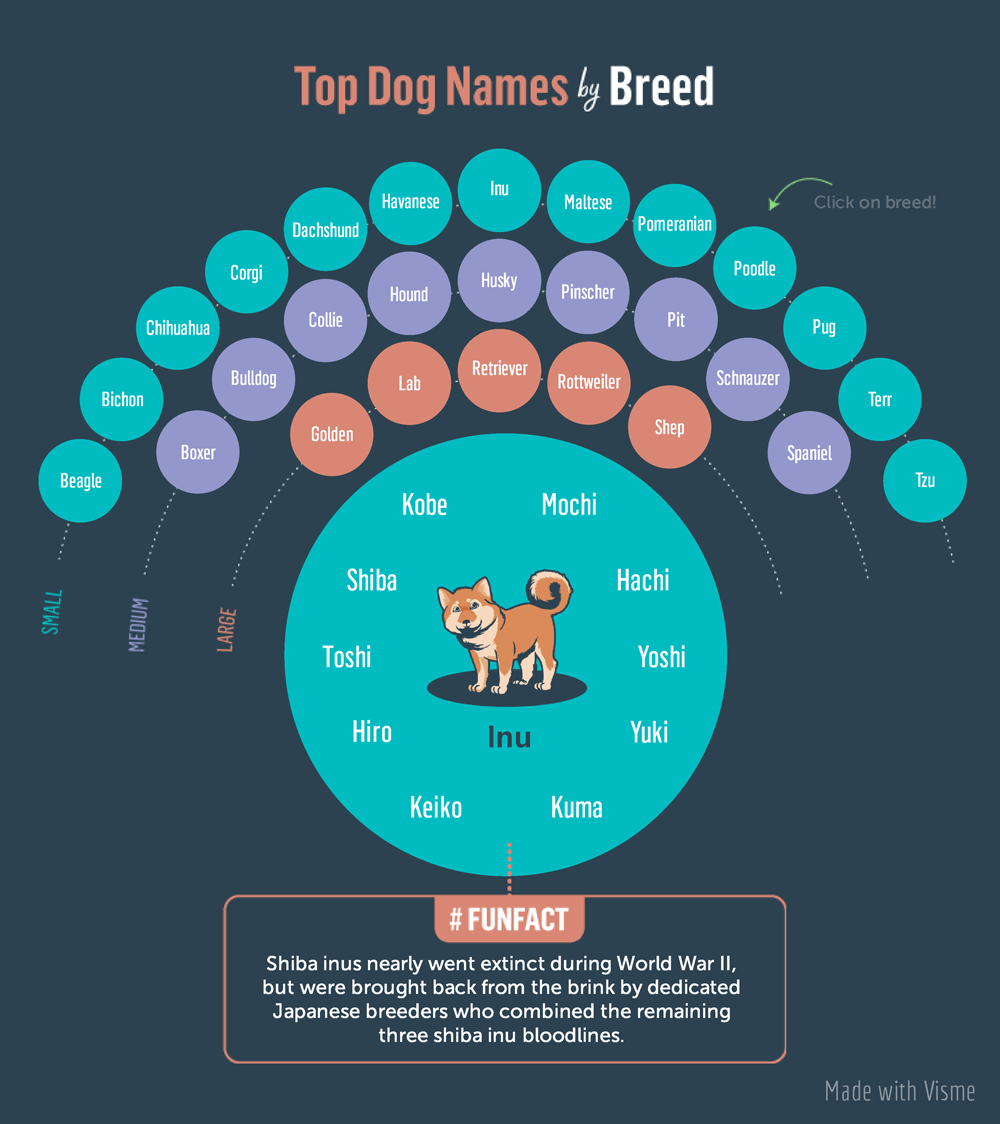 Top Dog Names by Breed
Click on breed!
Beagle
Bichon
Chihuahua
Corgi
Dachshund
Havanese
Inu
Maltese
Pomeranian
Poodle
Pug
Terr
Tzu
Boxer
Bulldog
Collie
Hound
Husky
Pinscher
Pit
Schnauzer
Spaniel
Golden
Lab
Retriever
Rottweiler
Shep
SMALL
MEDIUM
LARGE
Kobe
Mochi
Shiba
Hachi
Toshi
Yoshi
Hiro
Yuki
Inu
Keiko
Kuma
# FUNFACT
Shiba inus nearly went extinct during World War II,
but were brought back from the brink by dedicated
Japanese breeders who combined the remaining
three shiba inu bloodlines.
Made with Visme